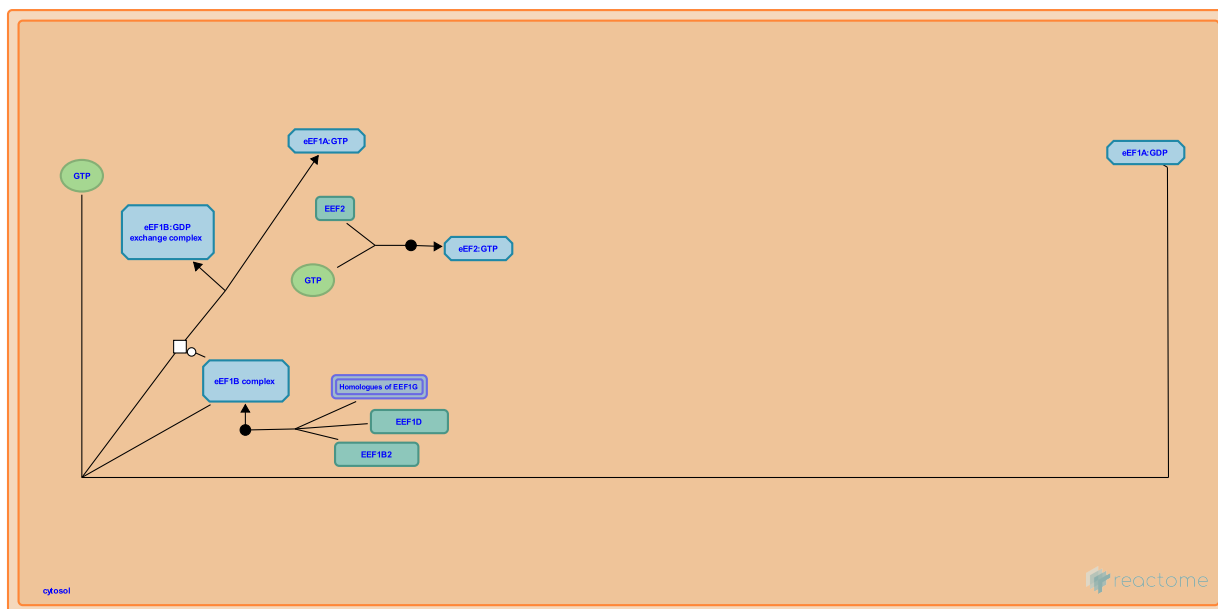 eEF1A:GTP
eEF1A:GDP
GTP
EEF2
eEF1B:GDP
exchange complex
eEF2:GTP
GTP
eEF1B complex
Homologues of EEF1G
EEF1D
EEF1B2
reactome
cytosol